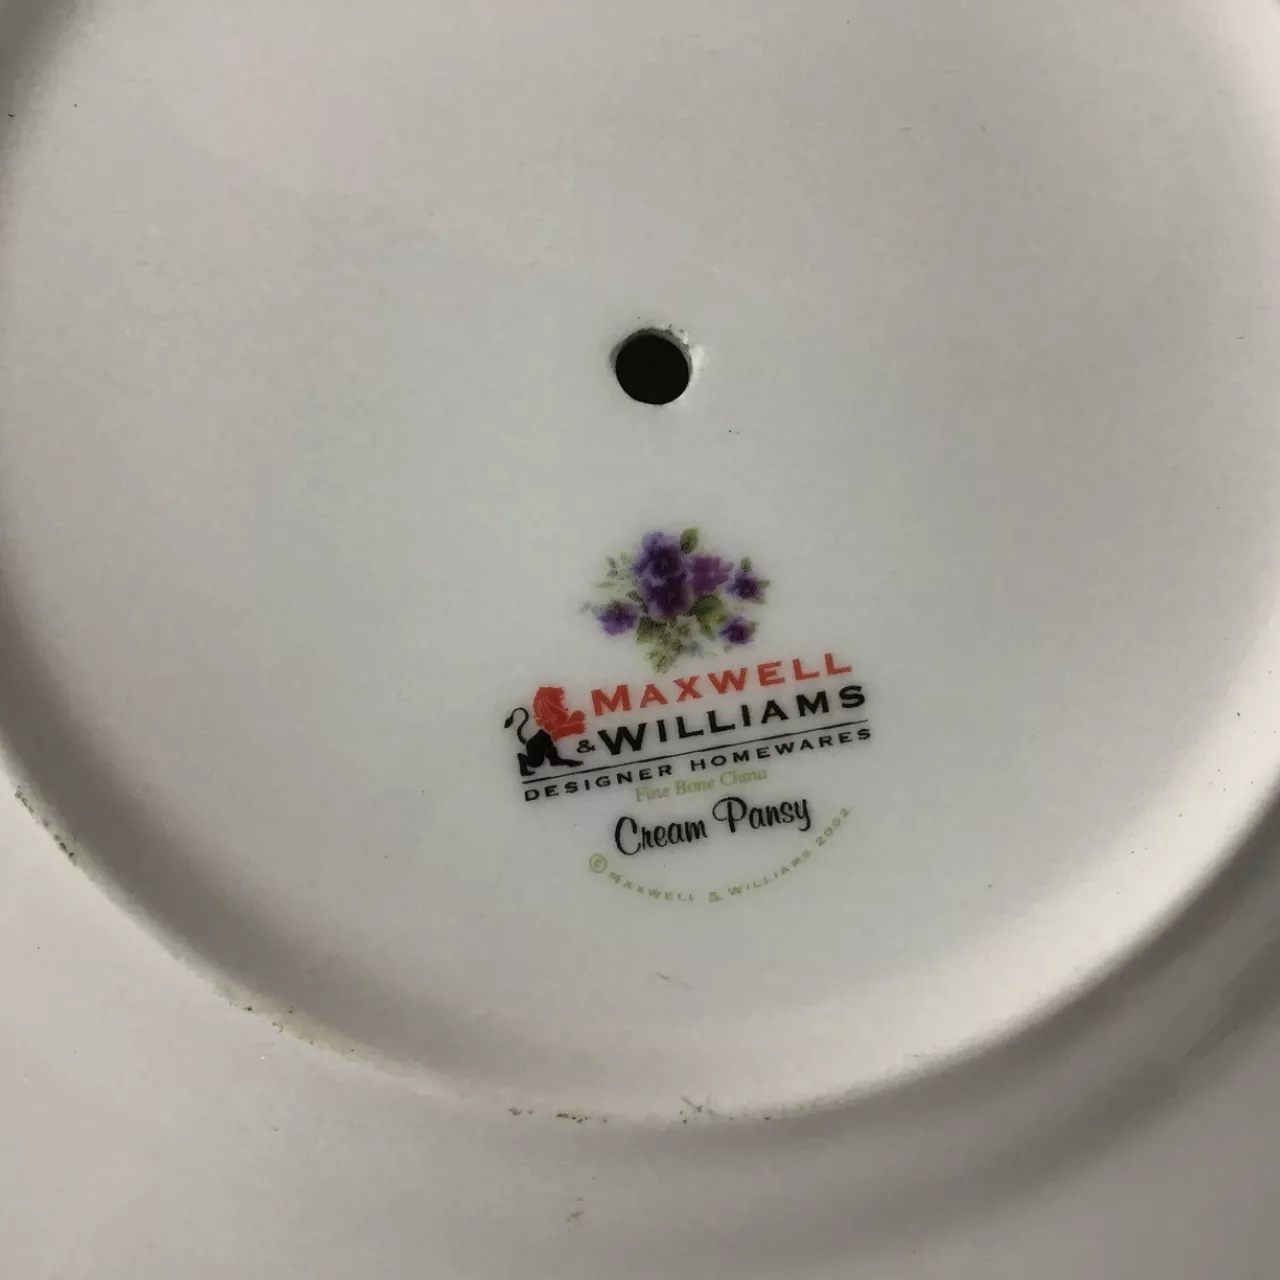 MAXWELL
& WILLIAMS
DESIGNER HOMEWARES
Fine Bone China
Cream Pansy
© MAXWELL & WILLIAMS 2002